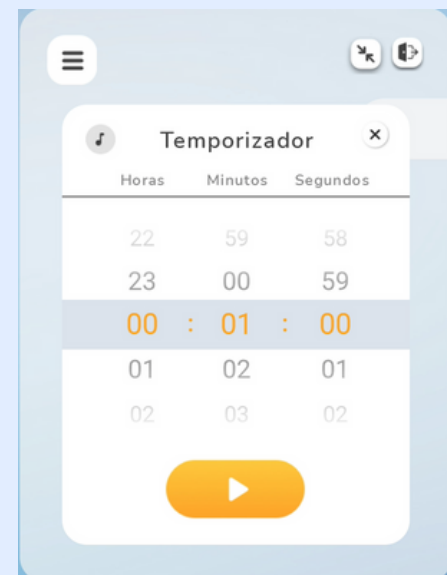 Temporizador
Horas Minutos Segundos
22 59 58
23 00 59
00 : 01 : 00
01 02 01
02 03 02